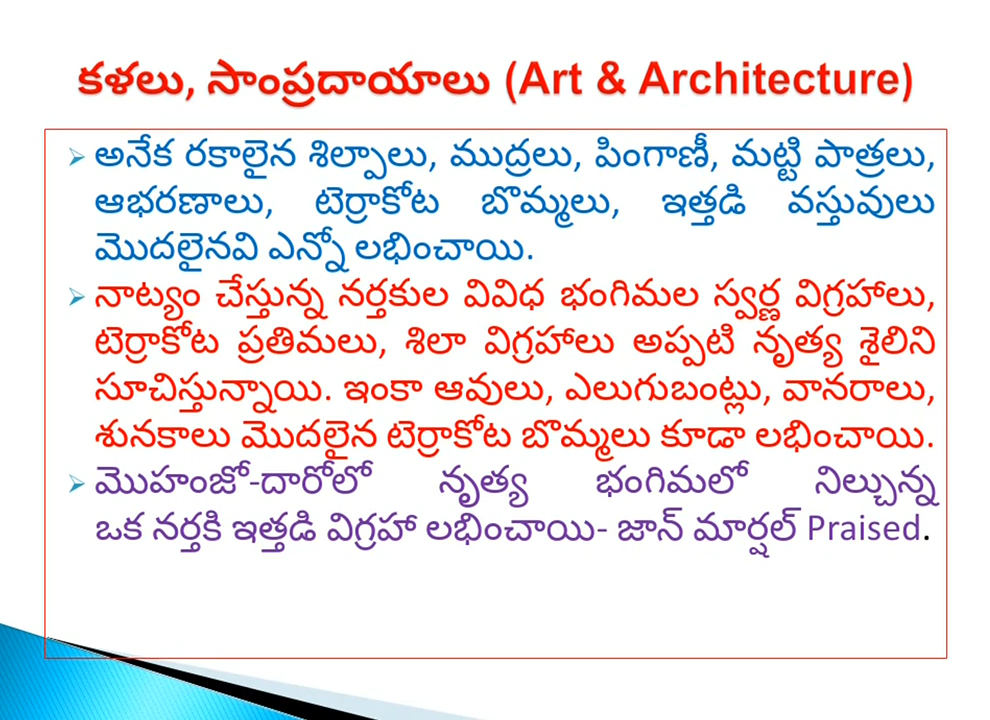 కళలు, సాంప్రదాయాలు (Art & Architecture)
➢ అనేక రకాలైన శిల్పాలు, ముద్రలు, పింగాణీ, మట్టి పాత్రలు,
ఆభరణాలు, టెర్రాకోట బొమ్మలు, ఇత్తడి వస్తువులు
మొదలైనవి ఎన్నో లభించాయి.
➢ నాట్యం చేస్తున్న నర్తకుల వివిధ భంగిమల స్వర్ణ విగ్రహాలు,
టెర్రాకోట ప్రతిమలు, శిలా విగ్రహాలు అప్పటి నృత్య శైలిని
సూచిస్తున్నాయి. ఇంకా ఆవులు, ఎలుగుబంట్లు, వానరాలు,
శునకాలు మొదలైన టెర్రాకోట బొమ్మలు కూడా లభించాయి.
➢ మొహంజో-దారోలో నృత్య భంగిమలో నిల్చున్న
ఒక నర్తకి ఇత్తడి విగ్రహా లభించాయి- జాన్ మార్షల్ Praised.